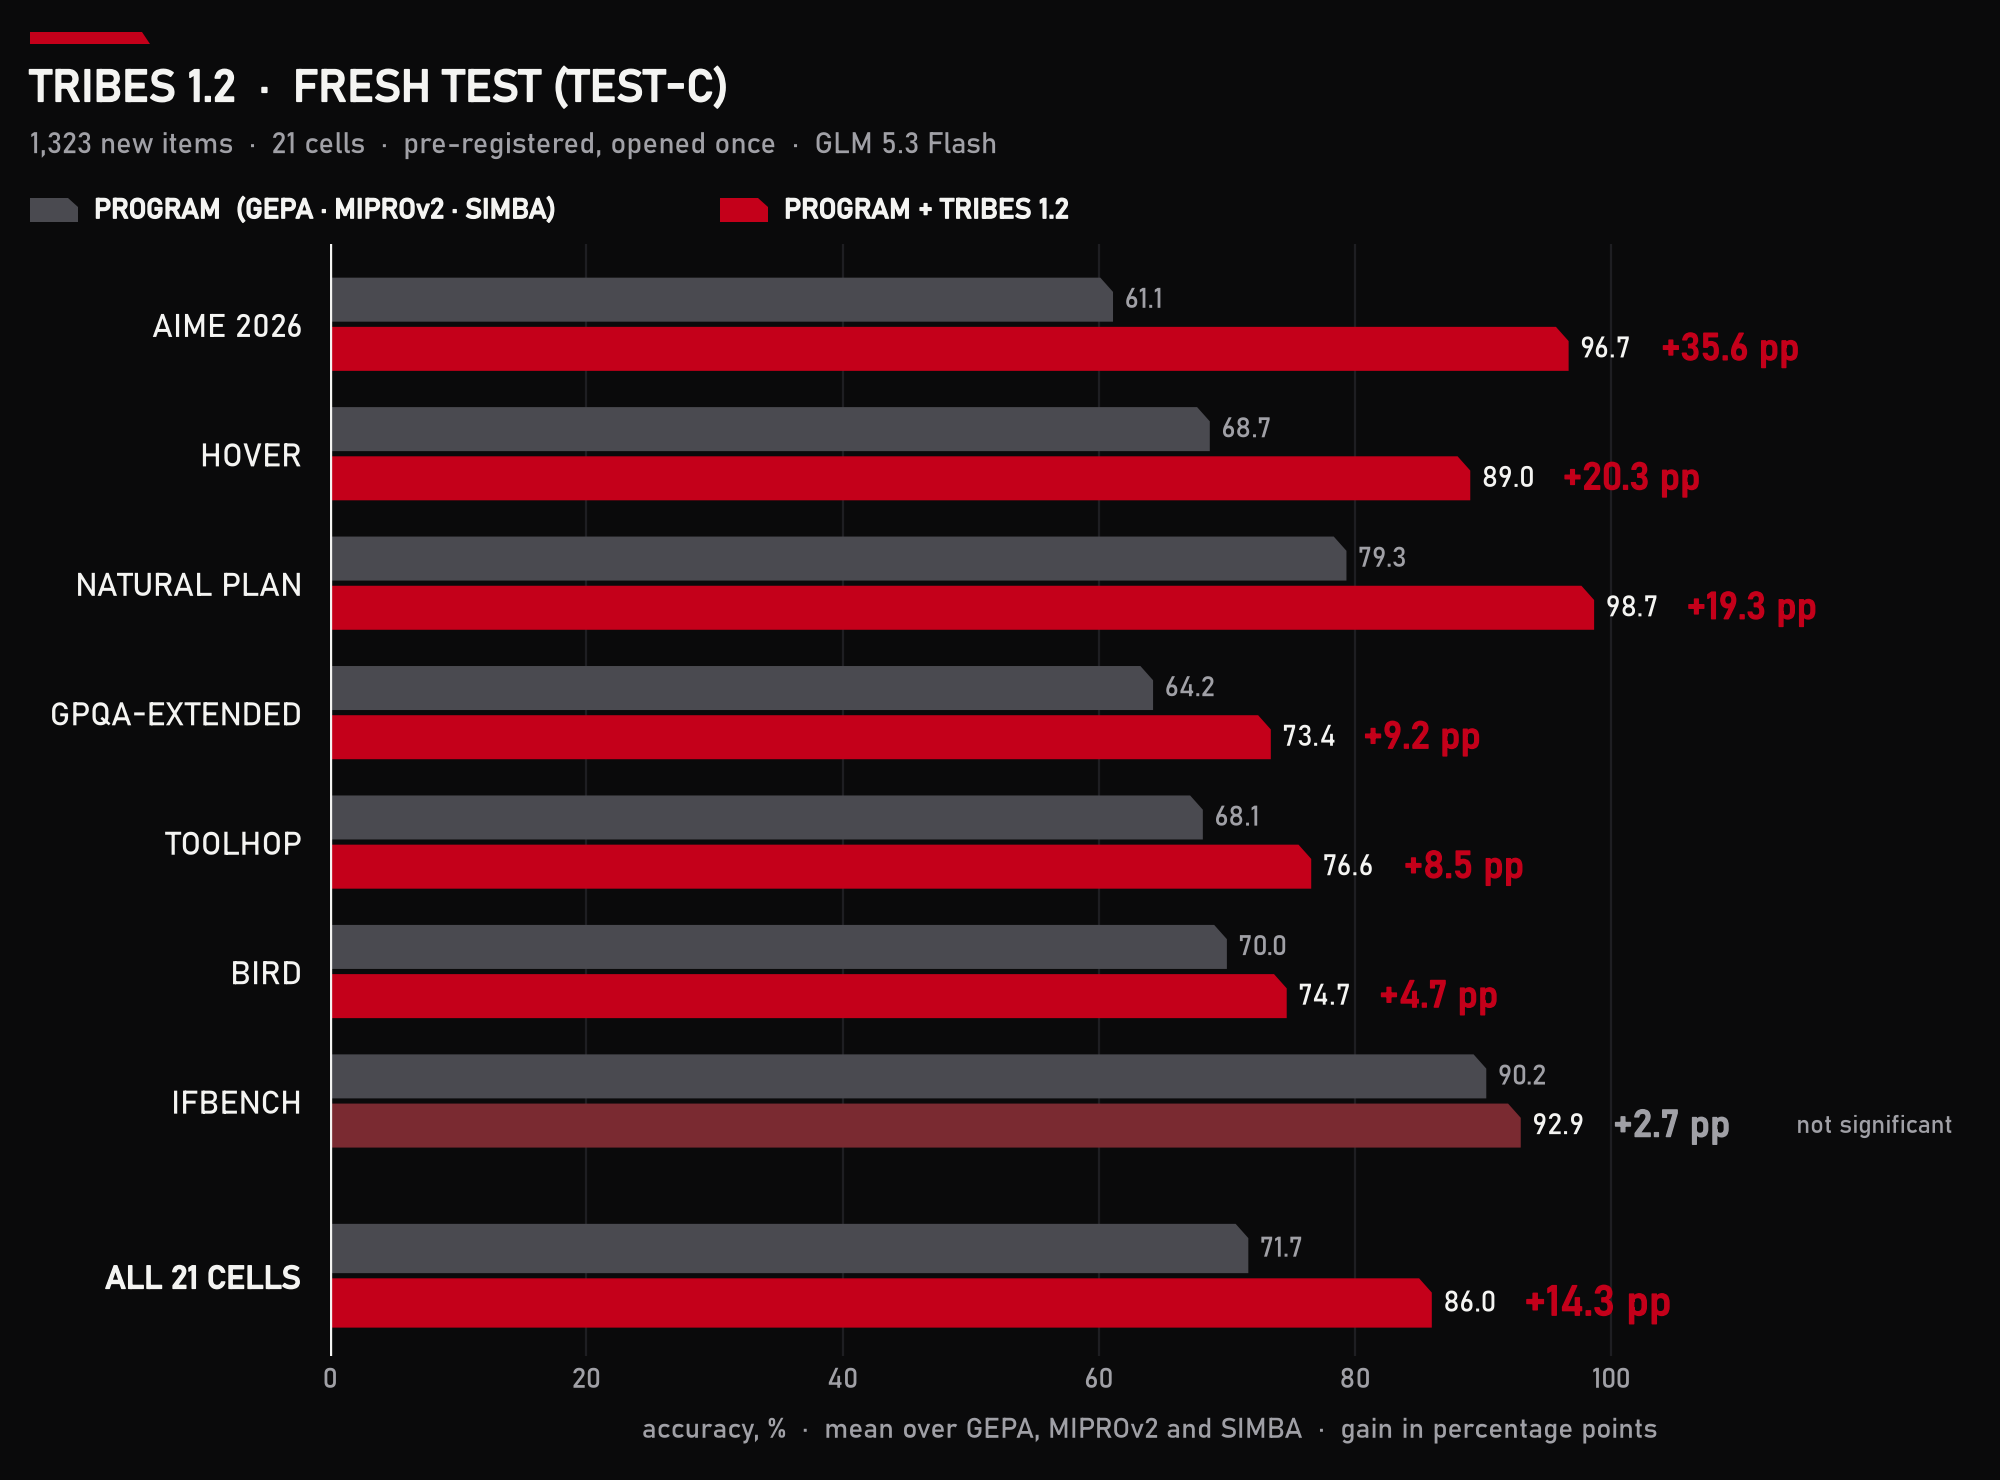 TRIBES 1.2 · FRESH TEST (TEST-C)
1,323 new items · 21 cells · pre-registered, opened once · GLM 5.3 Flash
PROGRAM (GEPA · MIPROv2 · SIMBA)
PROGRAM + TRIBES 1.2
AIME 2026
61.1
96.7 +35.6 pp
HOVER
68.7
89.0 +20.3 pp
NATURAL PLAN
79.3
98.7 +19.3 pp
GPQA-EXTENDED
64.2
73.4 +9.2 pp
TOOLHOP
68.1
76.6 +8.5 pp
BIRD
70.0
74.7 +4.7 pp
IFBENCH
90.2
92.9 +2.7 pp not significant
ALL 21 CELLS
71.7
86.0 +14.3 pp
0 20 40 60 80 100
accuracy, % · mean over GEPA, MIPROv2 and SIMBA · gain in percentage points